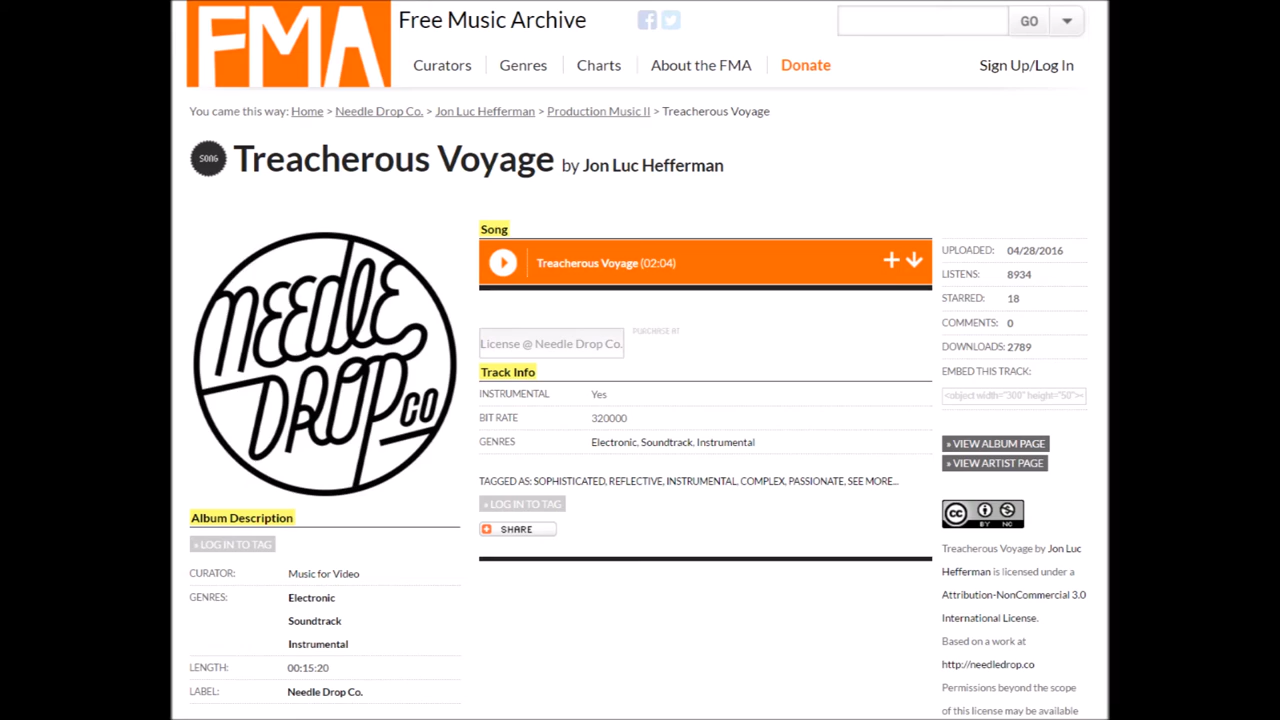 FMA
Free Music Archive
GO
Curators
Genres
Charts
About the FMA
Donate
Sign Up/Log In
You came this way: Home > Needle Drop Co. > Jon Luc Hefferman > Production Music II > Treacherous Voyage
SONG
Treacherous Voyage by Jon Luc Hefferman
NEEDLE
DROP CO
Album Description
» LOG IN TO TAG
CURATOR: Music for Video
GENRES: Electronic
Soundtrack
Instrumental
LENGTH: 00:15:20
LABEL: Needle Drop Co.
Song
Treacherous Voyage (02:04)
PURCHASE AT
License @ Needle Drop Co.
Track Info
INSTRUMENTAL Yes
BIT RATE 320000
GENRES Electronic, Soundtrack, Instrumental
TAGGED AS: SOPHISTICATED, REFLECTIVE, INSTRUMENTAL, COMPLEX, PASSIONATE, SEE MORE...
» LOG IN TO TAG
SHARE
UPLOADED: 04/28/2016
LISTENS: 8934
STARRED: 18
COMMENTS: 0
DOWNLOADS: 2789
EMBED THIS TRACK:
<object width="300" height="50">
» VIEW ALBUM PAGE
» VIEW ARTIST PAGE
CC BY NC
Treacherous Voyage by Jon Luc
Hefferman is licensed under a
Attribution-NonCommercial 3.0
International License.
Based on a work at
http://needledrop.co
Permissions beyond the scope
of this license may be available